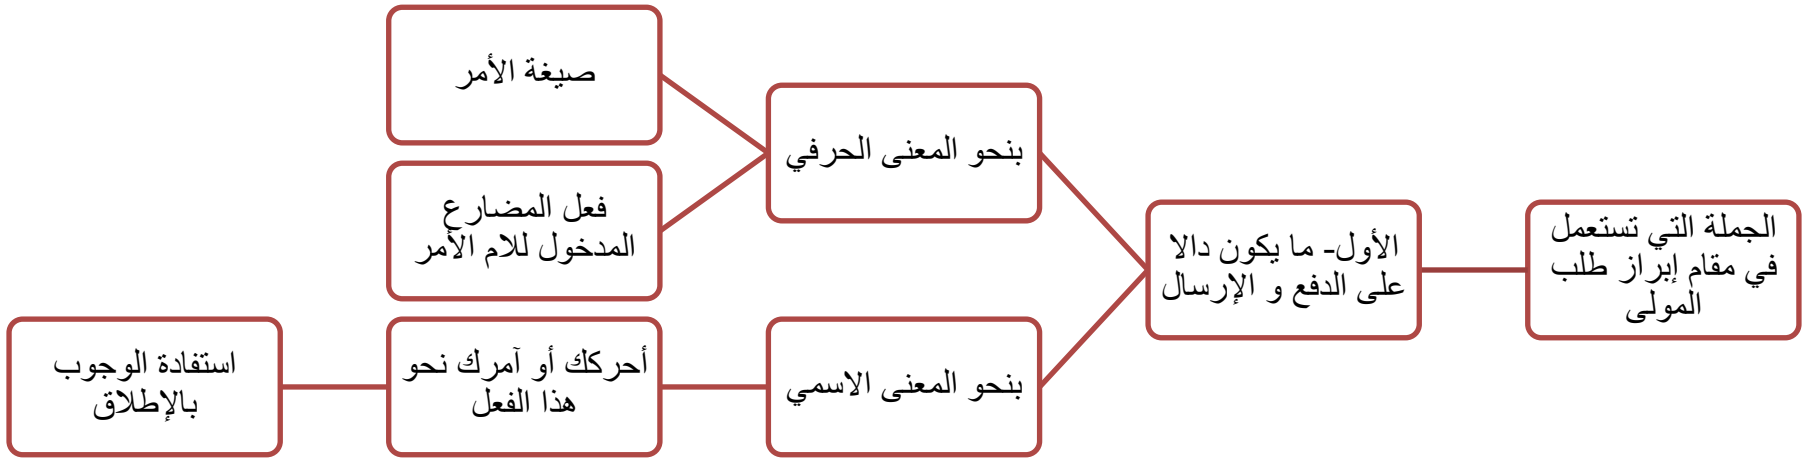 الجملة التي تستعمل
في مقام إبراز طلب
المولى
الأول- ما يكون دالا
على الدفع و الإرسال
بنحو المعنى الحرفي
صيغة الأمر
فعل المضارع
المدخول للام الأمر
بنحو المعنى الاسمي
أحركك أو آمرك نحو
هذا الفعل
استفادة الوجوب
بالإطلاق